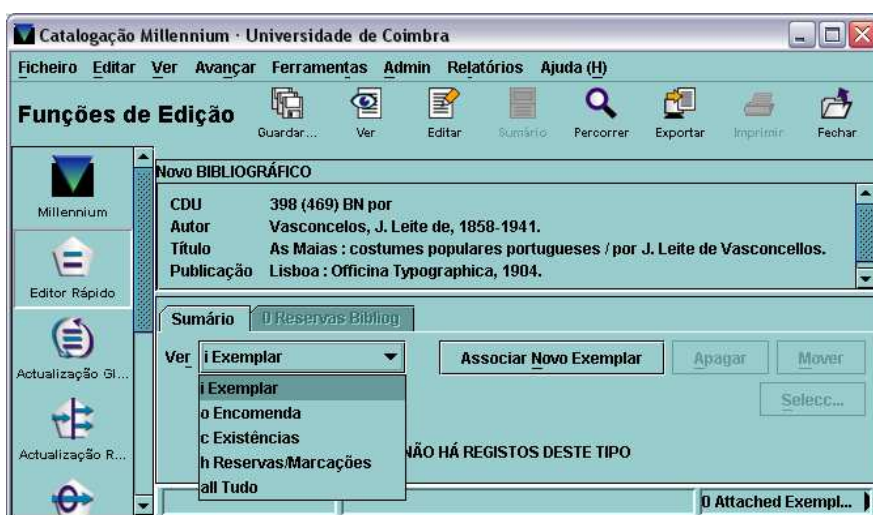 Catalogação Millennium · Universidade de Coimbra
Ficheiro Editar Ver Avançar Ferramentas Admin Relatórios Ajuda (H)
Funções de Edição
Guardar... Ver Editar Sumário Percorrer Exportar Imprimir Fechar
Millennium
Editor Rápido
Actualização Gl...
Actualização R...
Novo BIBLIOGRÁFICO
CDU 398 (469) BN por
Autor Vasconcelos, J. Leite de, 1858-1941.
Título As Maias : costumes populares portugueses / por J. Leite de Vasconcellos.
Publicação Lisboa : Officina Typographica, 1904.
Sumário 0 Reservas Bibliog
Ver i Exemplar Associar Novo Exemplar Apagar Mover
Selecc...
i Exemplar
o Encomenda
c Existências
h Reservas/Marcações
all Tudo
NÃO HÁ REGISTOS DESTE TIPO
0 Attached Exempl...